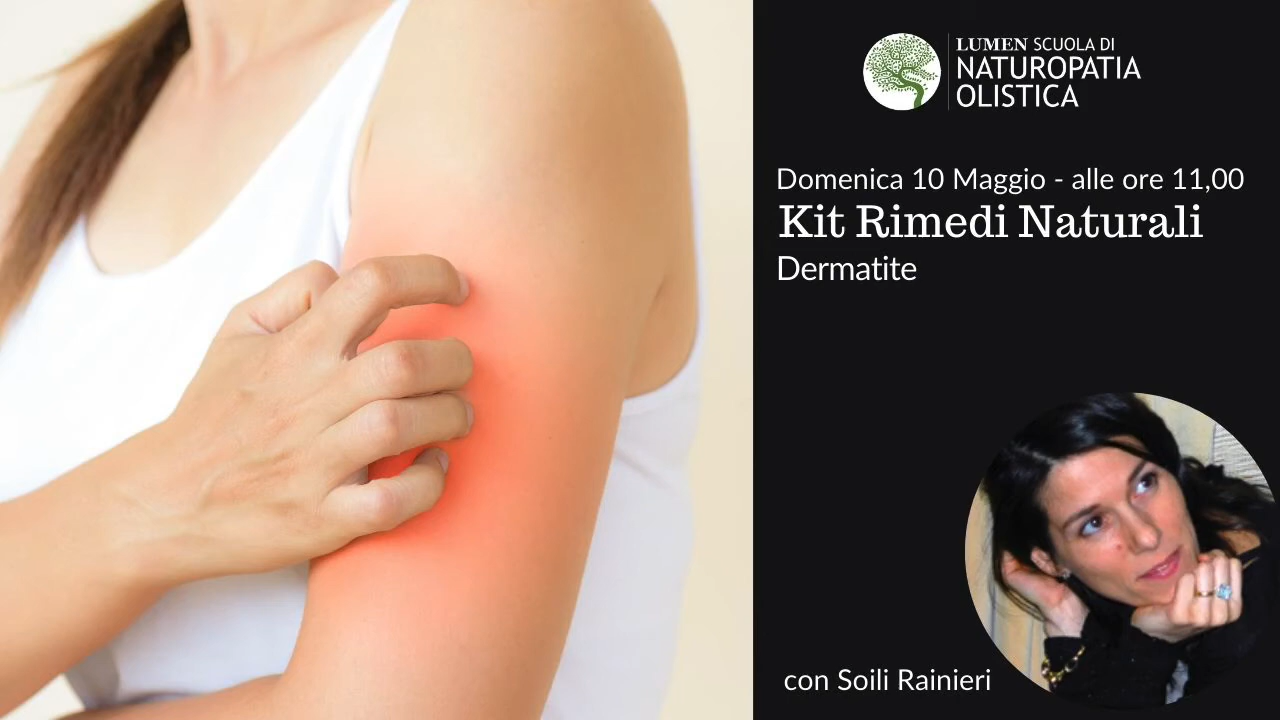 LUMEN SCUOLA DI
NATUROPATIA
OLISTICA
Domenica 10 Maggio - alle ore 11,00
Kit Rimedi Naturali
Dermatite
con Soili Rainieri